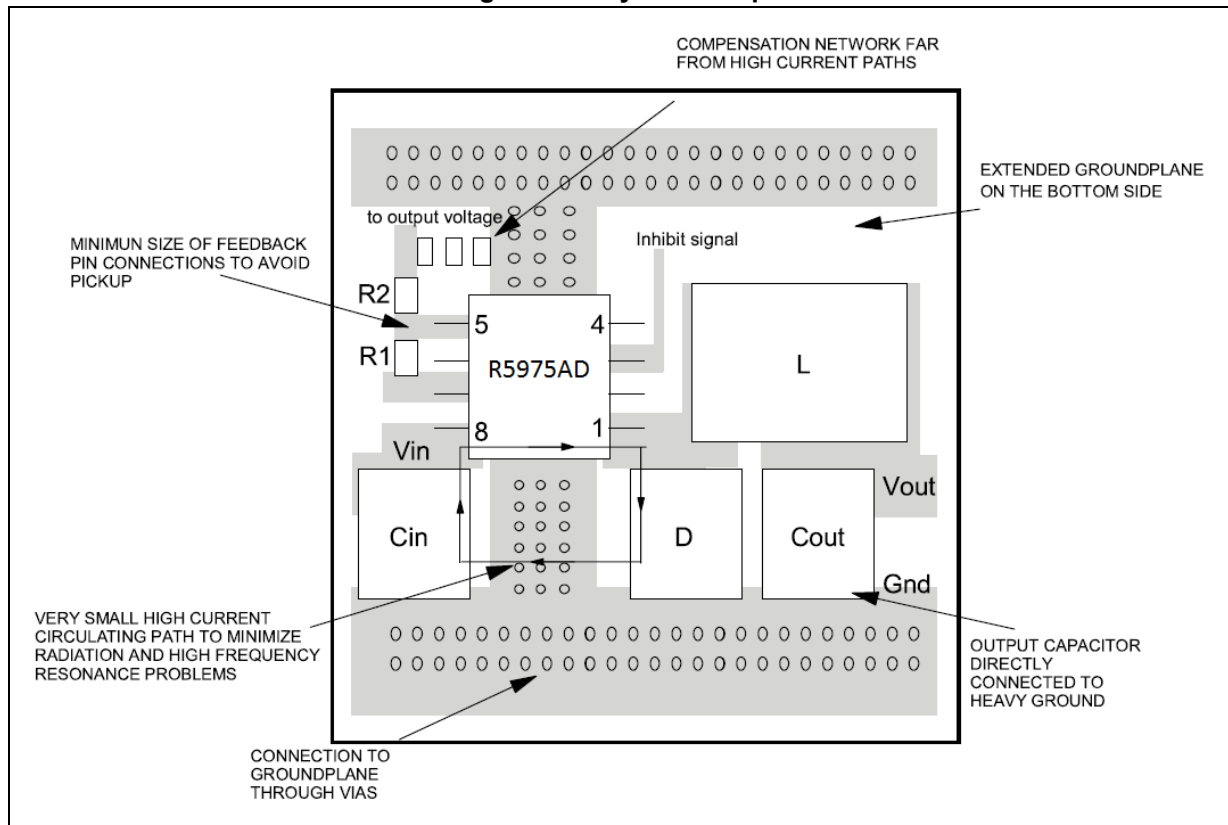 COMPENSATION NETWORK FAR
FROM HIGH CURRENT PATHS
EXTENDED GROUNDPLANE
ON THE BOTTOM SIDE
to output voltage
Inhibit signal
MINIMUN SIZE OF FEEDBACK
PIN CONNECTIONS TO AVOID
PICKUP
R2
5
4
R1
R5975AD
L
8
1
Vin
Vout
Cin
D
Cout
Gnd
VERY SMALL HIGH CURRENT
CIRCULATING PATH TO MINIMIZE
RADIATION AND HIGH FREQUENCY
RESONANCE PROBLEMS
OUTPUT CAPACITOR
DIRECTLY
CONNECTED TO
HEAVY GROUND
CONNECTION TO
GROUNDPLANE
THROUGH VIAS